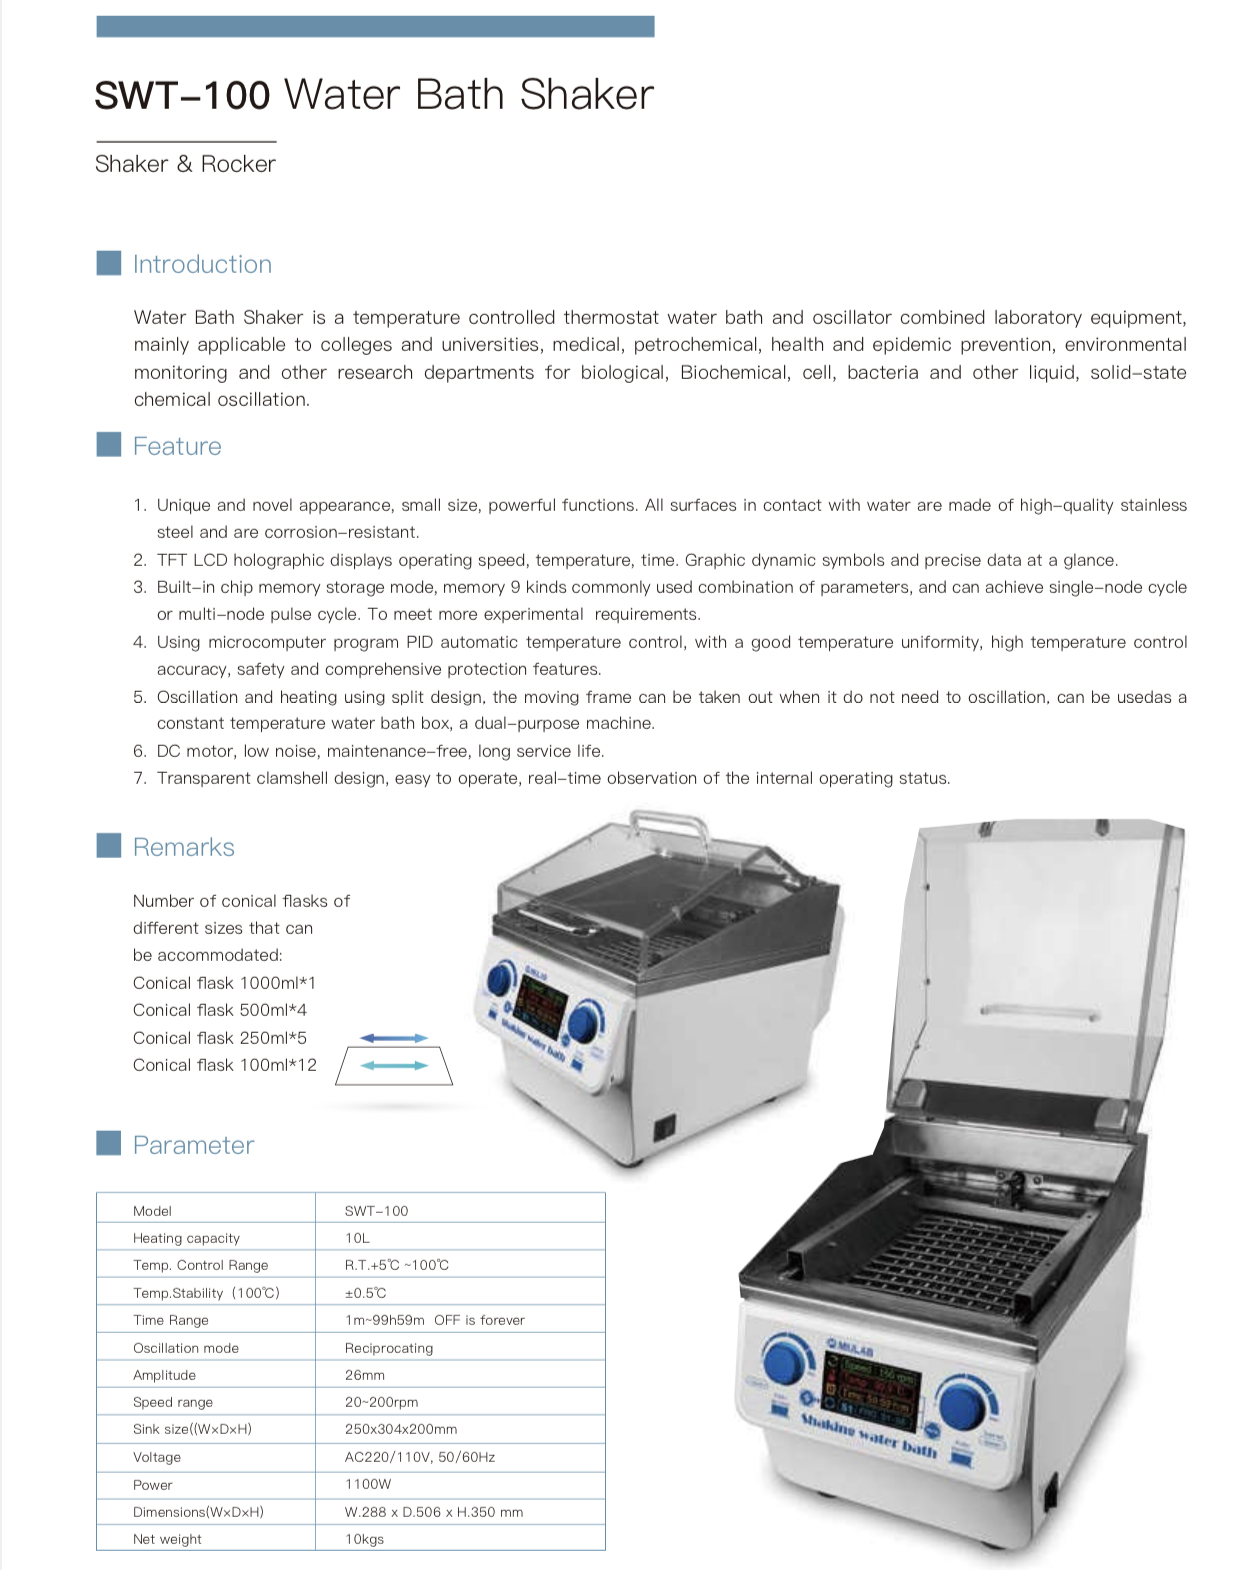 SWT-100 Water Bath Shaker
Shaker & Rocker
Introduction
Water Bath Shaker is a temperature controlled thermostat water bath and oscillator combined laboratory equipment,
mainly applicable to colleges and universities, medical, petrochemical, health and epidemic prevention, environmental
monitoring and other research departments for biological, Biochemical, cell, bacteria and other liquid, solid-state
chemical oscillation.
Feature
1. Unique and novel appearance, small size, powerful functions. All surfaces in contact with water are made of high-quality stainless
steel and are corrosion-resistant.
2. TFT LCD holographic displays operating speed, temperature, time. Graphic dynamic symbols and precise data at a glance.
3. Built-in chip memory storage mode, memory 9 kinds commonly used combination of parameters, and can achieve single-node cycle
or multi-node pulse cycle. To meet more experimental requirements.
4. Using microcomputer program PID automatic temperature control, with a good temperature uniformity, high temperature control
accuracy, safety and comprehensive protection features.
5. Oscillation and heating using split design, the moving frame can be taken out when it do not need to oscillation, can be usedas a
constant temperature water bath box, a dual-purpose machine.
6. DC motor, low noise, maintenance-free, long service life.
7. Transparent clamshell design, easy to operate, real-time observation of the internal operating status.
Remarks
Number of conical flasks of
different sizes that can
be accommodated:
Conical flask 1000ml*1
Conical flask 500ml*4
Conical flask 250ml*5
Conical flask 100ml*12
MIULAB
shaking water bath
Parameter
Model SWT-100
Heating capacity 10L
Temp. Control Range R.T.+5℃ ~100℃
Temp.Stability (100℃) ±0.5℃
Time Range 1m~99h59m OFF is forever
Oscillation mode Reciprocating
Amplitude 26mm
Speed range 20~200rpm
Sink size((W×D×H) 250x304x200mm
Voltage AC220/110V, 50/60Hz
Power 1100W
Dimensions(W×D×H) W.288 x D.506 x H.350 mm
Net weight 10kgs
MIULAB
Shaking water bath